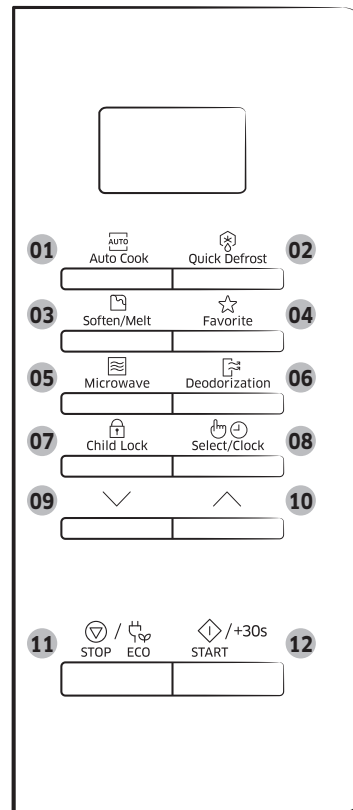 AUTO
01 Auto Cook Quick Defrost 02
03 Soften/Melt Favorite 04
05 Microwave Deodorization 06
07 Child Lock Select/Clock 08
09 10
/ /+30s
11 STOP ECO START 12